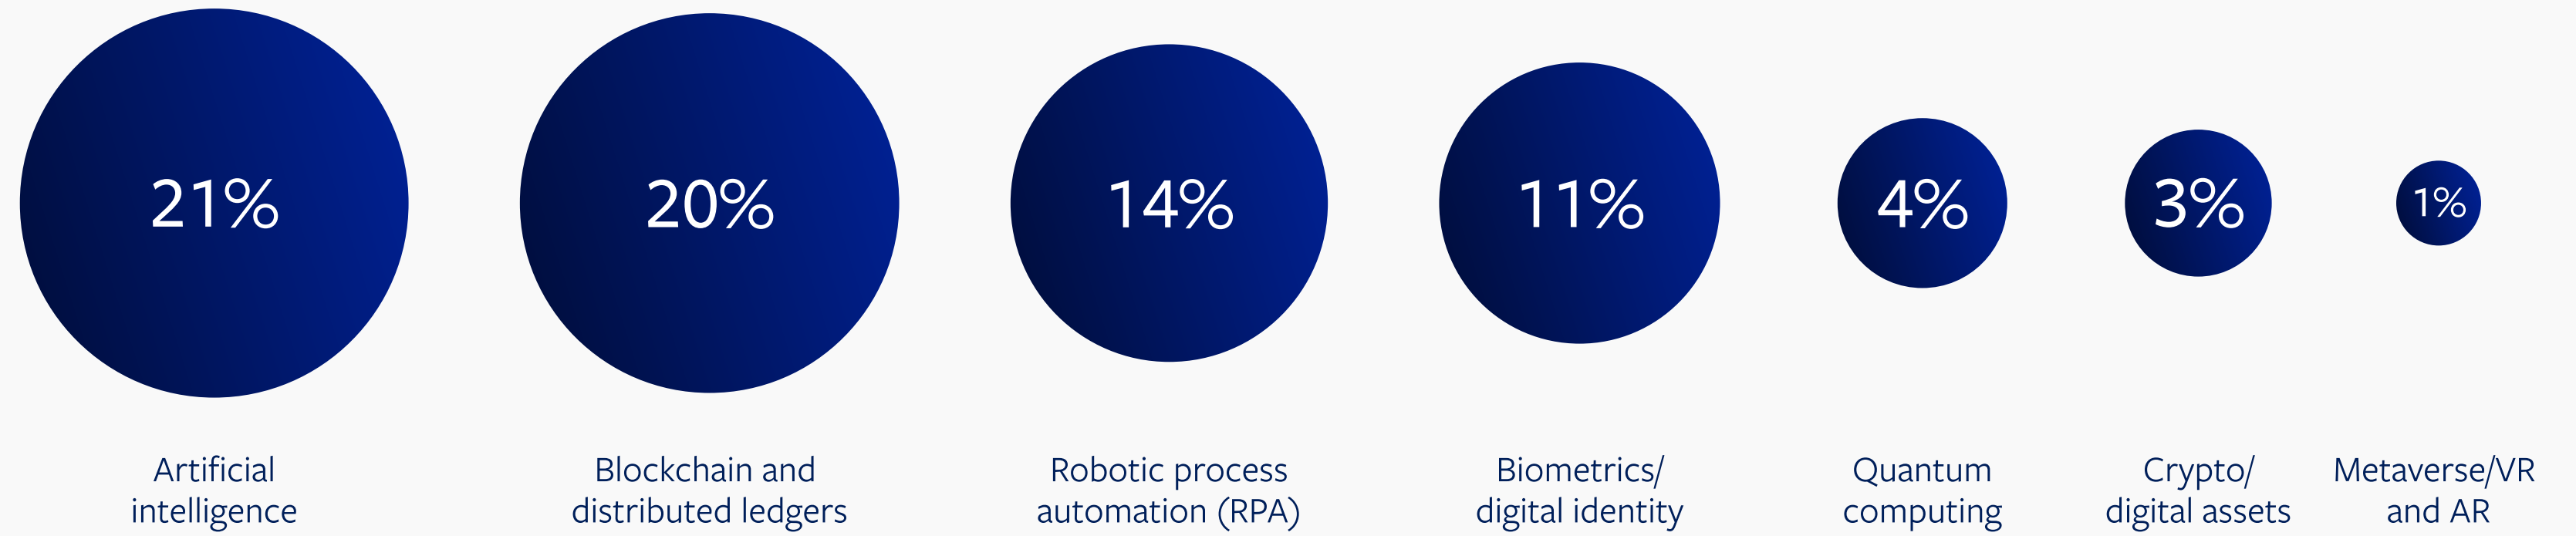 21%
20%
14%
11%
4%
3%
1%
Artificial
intelligence
Blockchain and
distributed ledgers
Robotic process
automation (RPA)
Biometrics/
digital identity
Quantum
computing
Crypto/
digital assets
Metaverse/VR
and AR